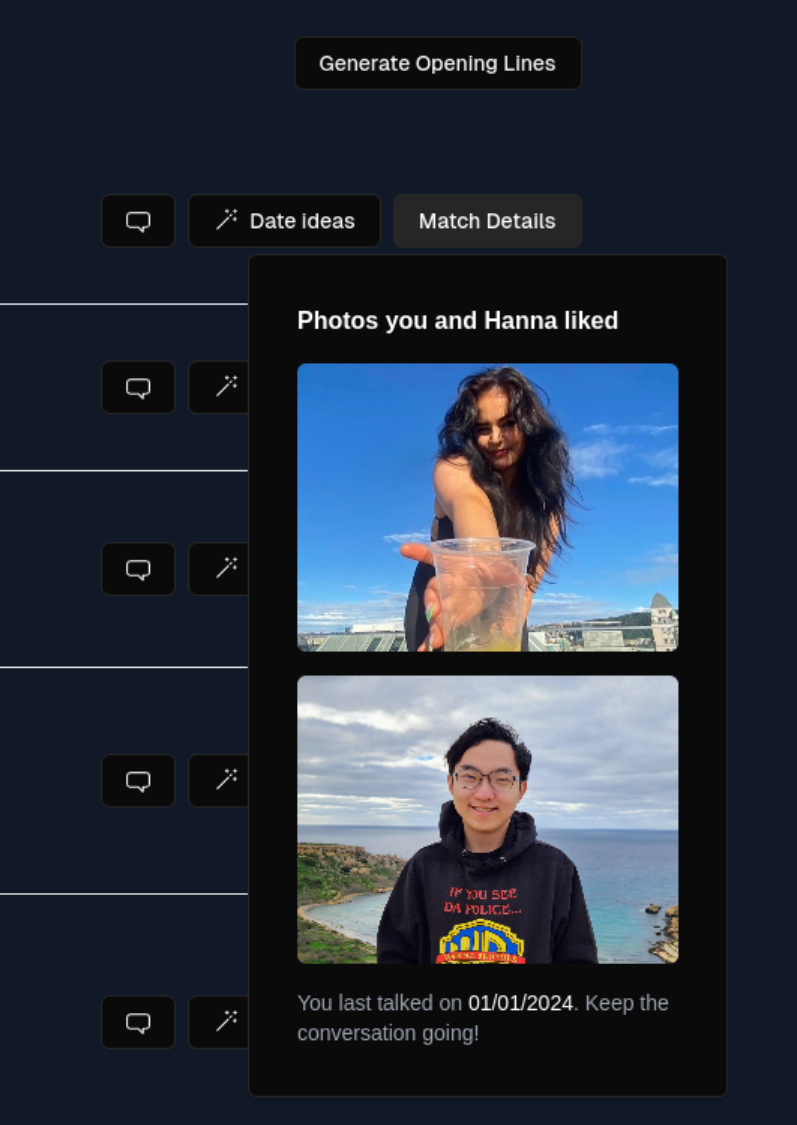 Generate Opening Lines
Date ideas
Match Details
Photos you and Hanna liked
IF YOU SEE
DA POLICE...
You last talked on 01/01/2024. Keep the
conversation going!